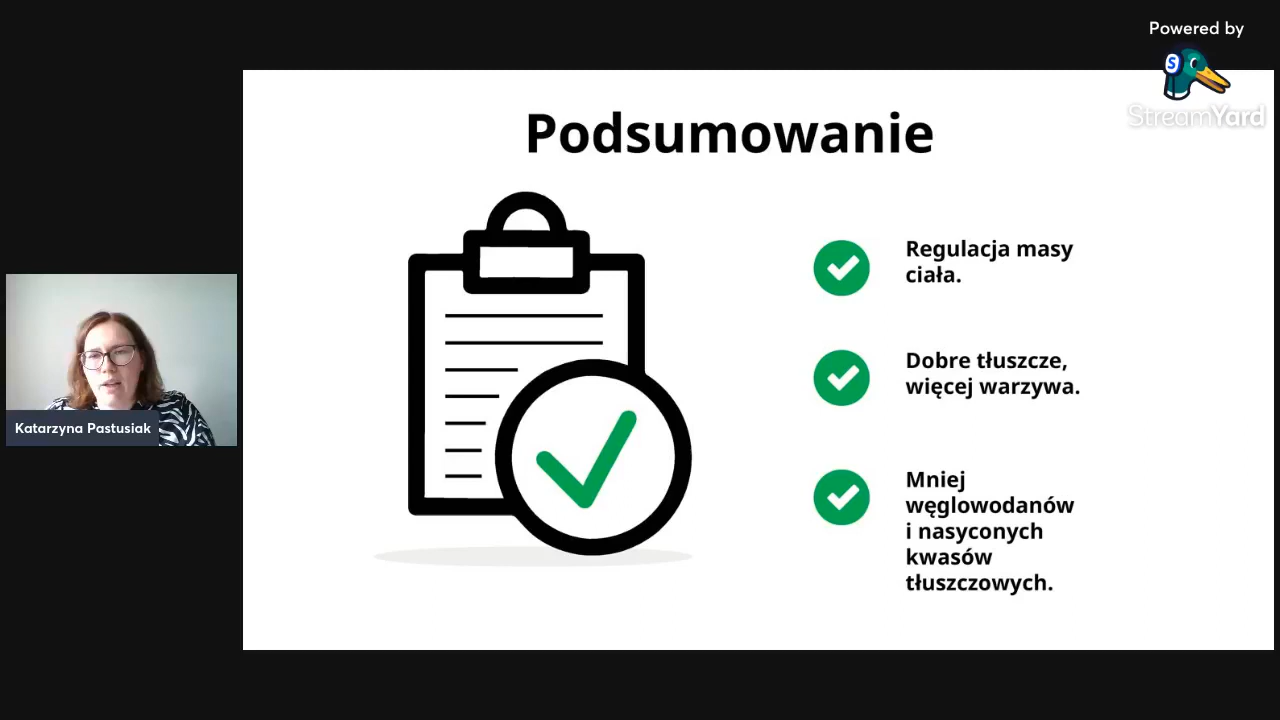 Powered by
StreamYard
Podsumowanie
Regulacja masy
ciała.
Dobre tłuszcze,
więcej warzywa.
Mniej
węglowodanów
i nasyconych
kwasów
tłuszczowych.
Katarzyna Pastusiak